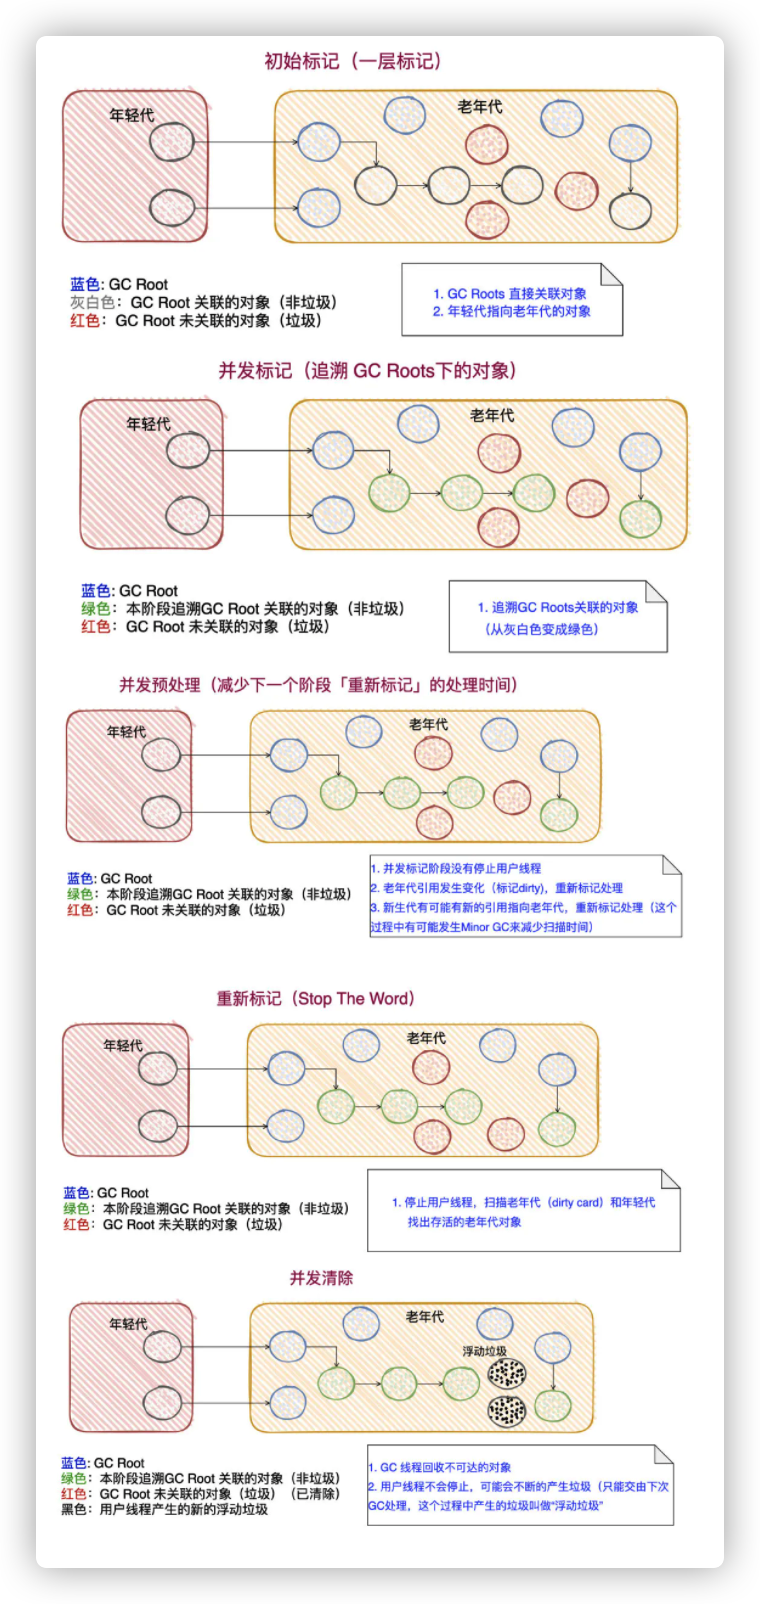 初始标记（一层标记）
年轻代
老年代
蓝色: GC Root
灰白色：GC Root 关联的对象（非垃圾）
红色：GC Root 未关联的对象（垃圾）
1. GC Roots 直接关联对象
2. 年轻代指向老年代的对象
并发标记（追溯 GC Roots下的对象）
年轻代
老年代
蓝色: GC Root
绿色：本阶段追溯GC Root 关联的对象（非垃圾）
红色：GC Root 未关联的对象（垃圾）
1. 追溯GC Roots关联的对象
（从灰白色变成绿色）
并发预处理（减少下一个阶段「重新标记」的处理时间）
年轻代
老年代
蓝色: GC Root
绿色：本阶段追溯GC Root 关联的对象（非垃圾）
红色：GC Root 未关联的对象（垃圾）
1. 并发标记阶段没有停止用户线程
2. 老年代引用发生变化（标记dirty)，重新标记处理
3. 新生代有可能有新的引用指向老年代，重新标记处理（这个
过程中有可能发生Minor GC来减少扫描时间）
重新标记（Stop The Word）
年轻代
老年代
蓝色: GC Root
绿色：本阶段追溯GC Root 关联的对象（非垃圾）
红色：GC Root 未关联的对象（垃圾）
1. 停止用户线程，扫描老年代（dirty card）和年轻代
找出存活的老年代对象
并发清除
年轻代
老年代
浮动垃圾
蓝色: GC Root
绿色：本阶段追溯GC Root 关联的对象（非垃圾）
红色：GC Root 未关联的对象（垃圾）（已清除）
黑色：用户线程产生的新的浮动垃圾
1. GC 线程回收不可达的对象
2. 用户线程不会停止，可能会不断的产生垃圾（只能交由下次
GC处理，这个过程中产生的垃圾叫做“浮动垃圾”